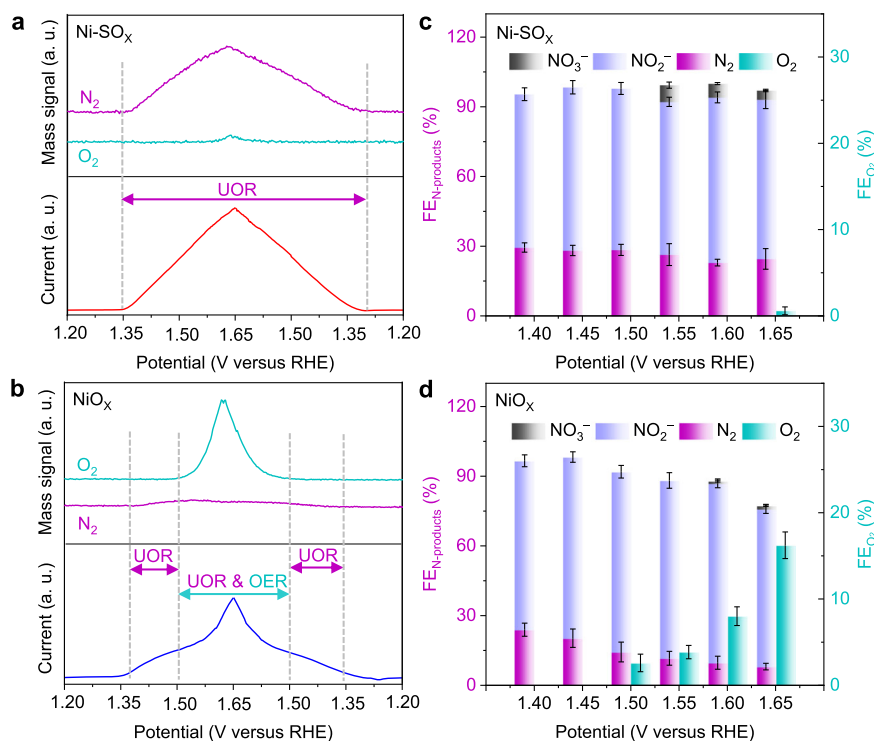 a
Ni-SOX
N2
O2
Mass signal (a. u.)
UOR
Current (a. u.)
1.20 1.35 1.50 1.65 1.50 1.35 1.20
Potential (V versus RHE)
b
NiOX
O2
N2
Mass signal (a. u.)
UOR UOR
UOR & OER
Current (a. u.)
1.20 1.35 1.50 1.65 1.50 1.35 1.20
Potential (V versus RHE)
c
Ni-SOX
NO3− NO2− N2 O2
120
90
60
30
0
FEN-products (%)
30
20
10
0
FEO2 (%)
1.40 1.45 1.50 1.55 1.60 1.65
Potential (V versus RHE)
d
NiOX
NO3− NO2− N2 O2
120
90
60
30
0
FEN-products (%)
30
20
10
0
FEO2 (%)
1.40 1.45 1.50 1.55 1.60 1.65
Potential (V versus RHE)